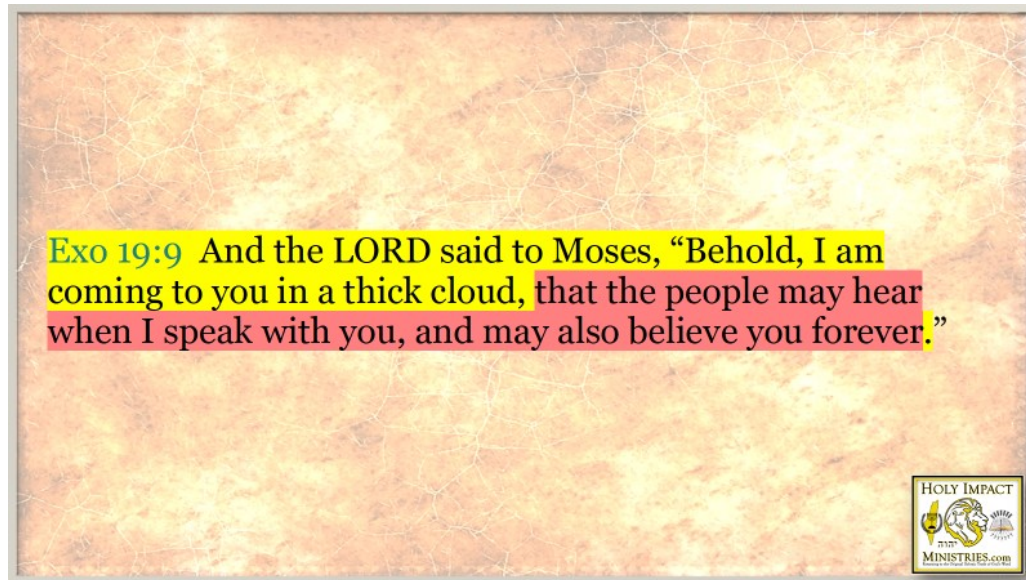 Exo 19:9 And the LORD said to Moses, “Behold, I am
coming to you in a thick cloud, that the people may hear
when I speak with you, and may also believe you forever.”
HOLY IMPACT
יהוה
MINISTRIES.com